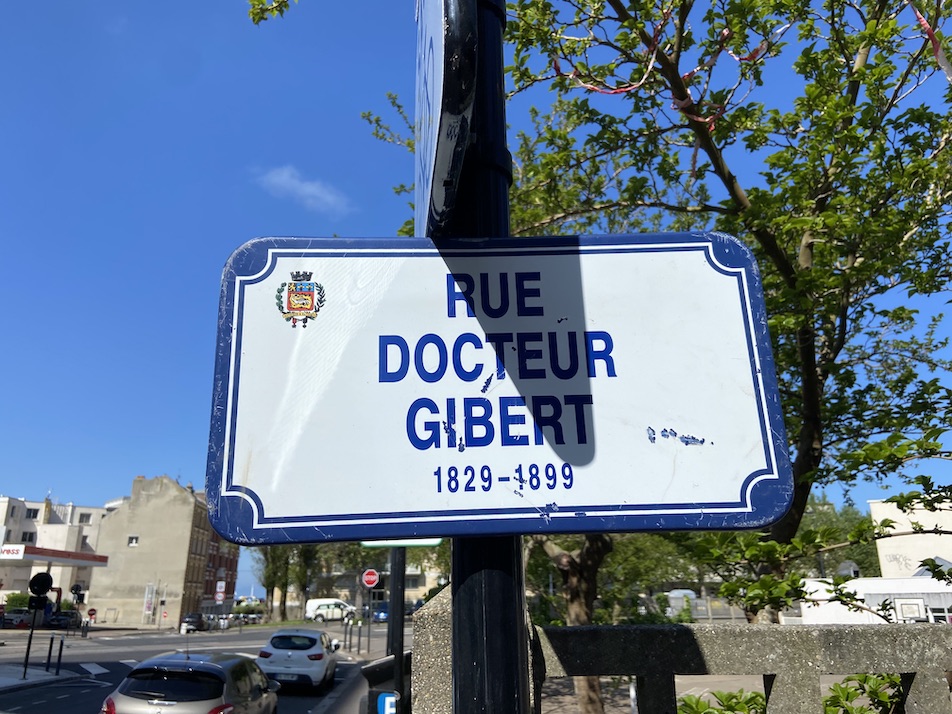 RUE
DOCTEUR
GIBERT
1829-1899